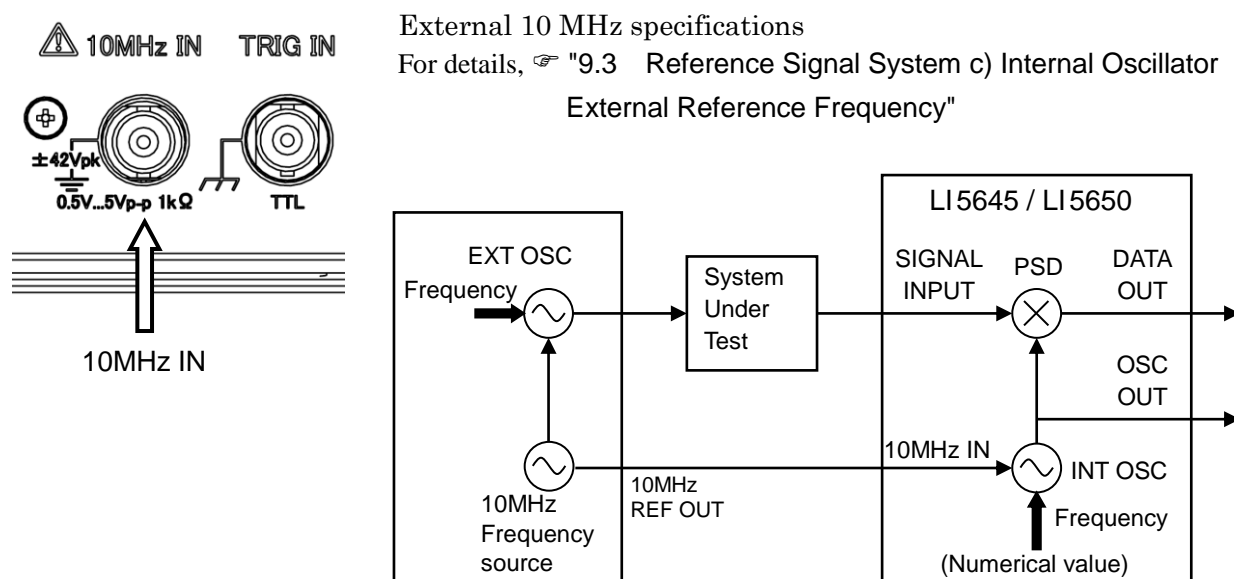 10MHz IN TRIG IN
±42Vpk
0.5V...5Vp-p 1kΩ TTL
10MHz IN
External 10 MHz specifications
For details, ☞ "9.3 Reference Signal System c) Internal Oscillator
External Reference Frequency"
EXT OSC
Frequency
10MHz
Frequency
source
10MHz
REF OUT
System
Under
Test
LI5645 / LI5650
SIGNAL
INPUT
PSD
DATA
OUT
OSC
OUT
10MHz IN
INT OSC
Frequency
(Numerical value)